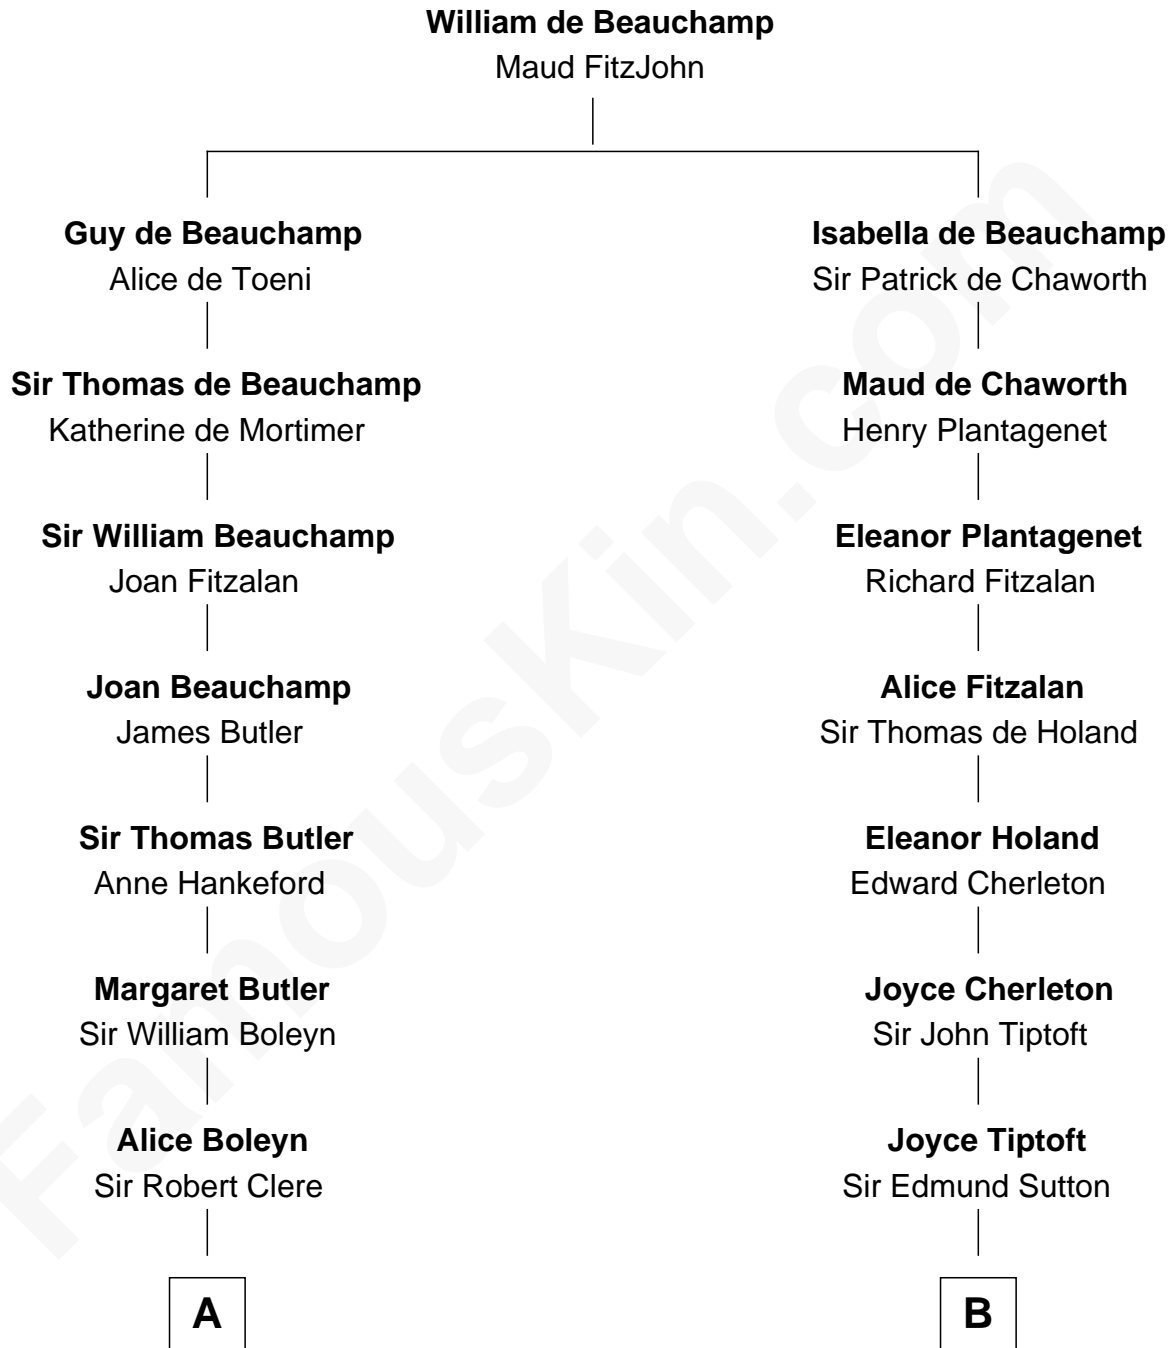 William de Beauchamp
Maud FitzJohn
Guy de Beauchamp
Alice de Toeni
Isabella de Beauchamp
Sir Patrick de Chaworth
Sir Thomas de Beauchamp
Katherine de Mortimer
Maud de Chaworth
Henry Plantagenet
Sir William Beauchamp
Joan Fitzalan
Eleanor Plantagenet
Richard Fitzalan
Joan Beauchamp
James Butler
Alice Fitzalan
Sir Thomas de Holand
Sir Thomas Butler
Anne Hankeford
Eleanor Holand
Edward Cherleton
Margaret Butler
Sir William Boleyn
Joyce Cherleton
Sir John Tiptoft
Alice Boleyn
Sir Robert Clere
Joyce Tiptoft
Sir Edmund Sutton
A
B
FamousKin.com